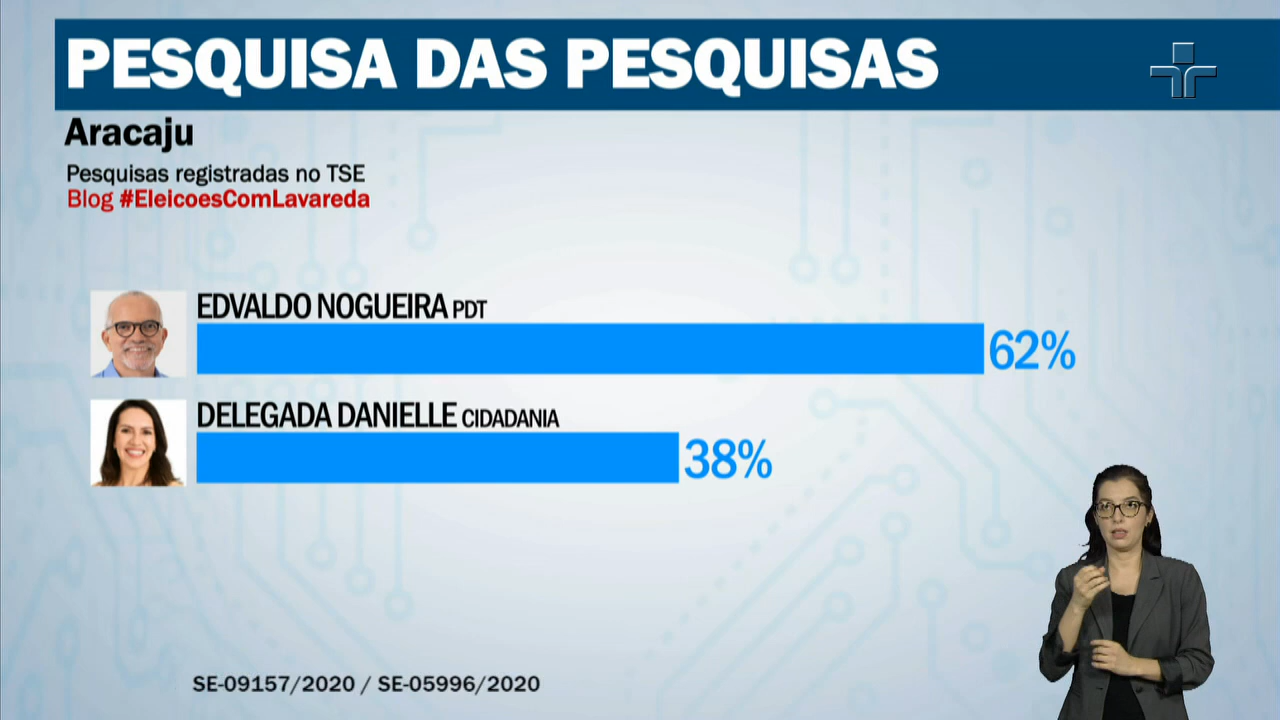 PESQUISA DAS PESQUISAS
Aracaju
Pesquisas registradas no TSE
Blog #EleicoesComLavareda
EDVALDO NOGUEIRA PDT
62%
DELEGADA DANIELLE CIDADANIA
38%
SE-09157/2020 / SE-05996/2020